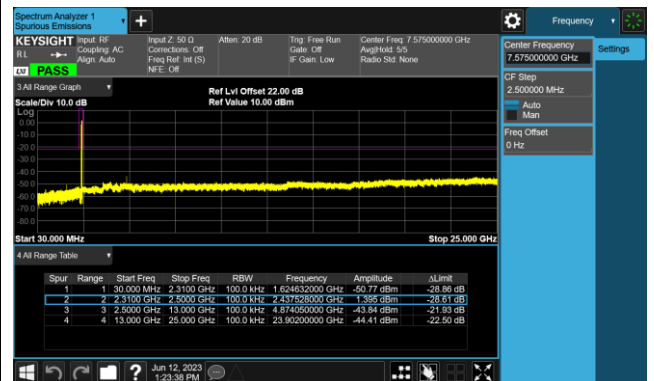 Spectrum Analyzer 1
Spurious Emissions
Frequency
KEYSIGHT Input: RF
Coupling: AC
Align: Auto
RL
PASS
Input Z: 50 Ω
Corrections: Off
Freq Ref: Int (S)
NFE: Off
Atten: 20 dB
Trig: Free Run
Gate: Off
IF Gain: Low
Center Freq: 7.575000000 GHz
Avg|Hold: 5/5
Radio Std: None
Center Frequency
7.575000000 GHz
Settings
CF Step
2.500000 MHz
Auto
Man
Freq Offset
0 Hz
3 All Range Graph
Scale/Div 10.0 dB
Ref Lvl Offset 22.00 dB
Ref Value 10.00 dBm
Log
0.00
-10.0
-20.0
-30.0
-40.0
-50.0
-60.0
-70.0
-80.0
Start 30.000 MHz
Stop 25.000 GHz
4 All Range Table
Spur Range Start Freq Stop Freq RBW Frequency Amplitude ΔLimit
1 1 30.000 MHz 2.3100 GHz 100.0 kHz 1.624632000 GHz -50.77 dBm -28.86 dB
2 2 2.3100 GHz 2.5000 GHz 100.0 kHz 2.437528000 GHz 1.395 dBm -28.61 dB
3 3 2.5000 GHz 13.000 GHz 100.0 kHz 4.874050000 GHz -43.84 dBm -21.93 dB
4 4 13.000 GHz 25.000 GHz 100.0 kHz 23.90200000 GHz -44.41 dBm -22.50 dB
?
Jun 12, 2023
1:23:38 PM